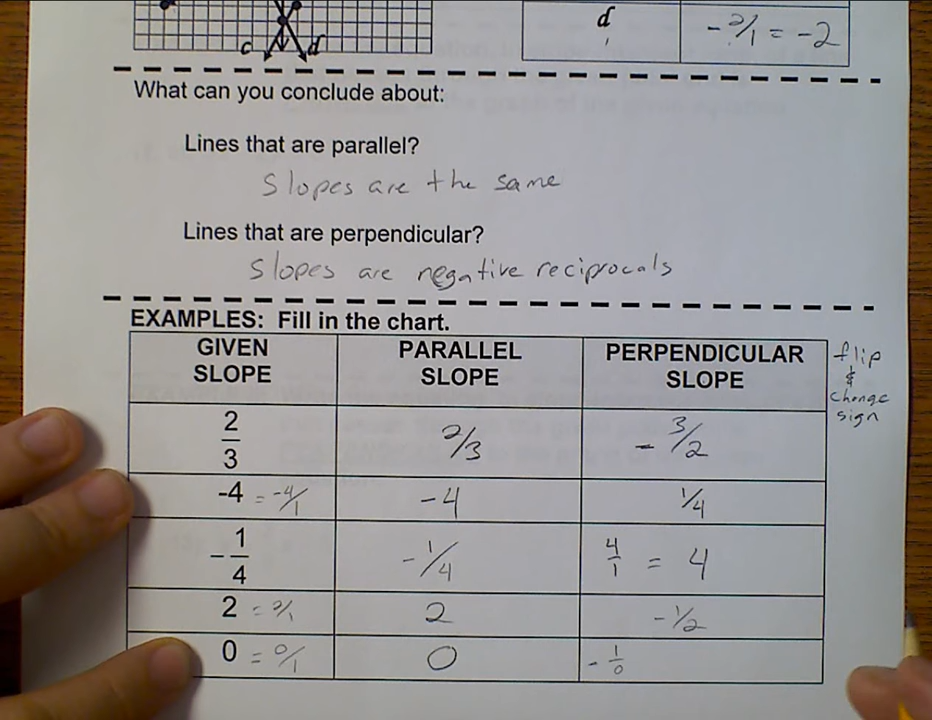 d
-2/1 = -2
c d
What can you conclude about:
Lines that are parallel?
Slopes are the same
Lines that are perpendicular?
Slopes are negative reciprocals
EXAMPLES: Fill in the chart.
GIVEN SLOPE PARALLEL SLOPE PERPENDICULAR SLOPE
flip & change sign
2/3 2/3 -3/2
-4 = -4/1 -4 1/4
-1/4 -1/4 4/1 = 4
2 = 2/1 2 -1/2
0 = 0/1 0 -1/0